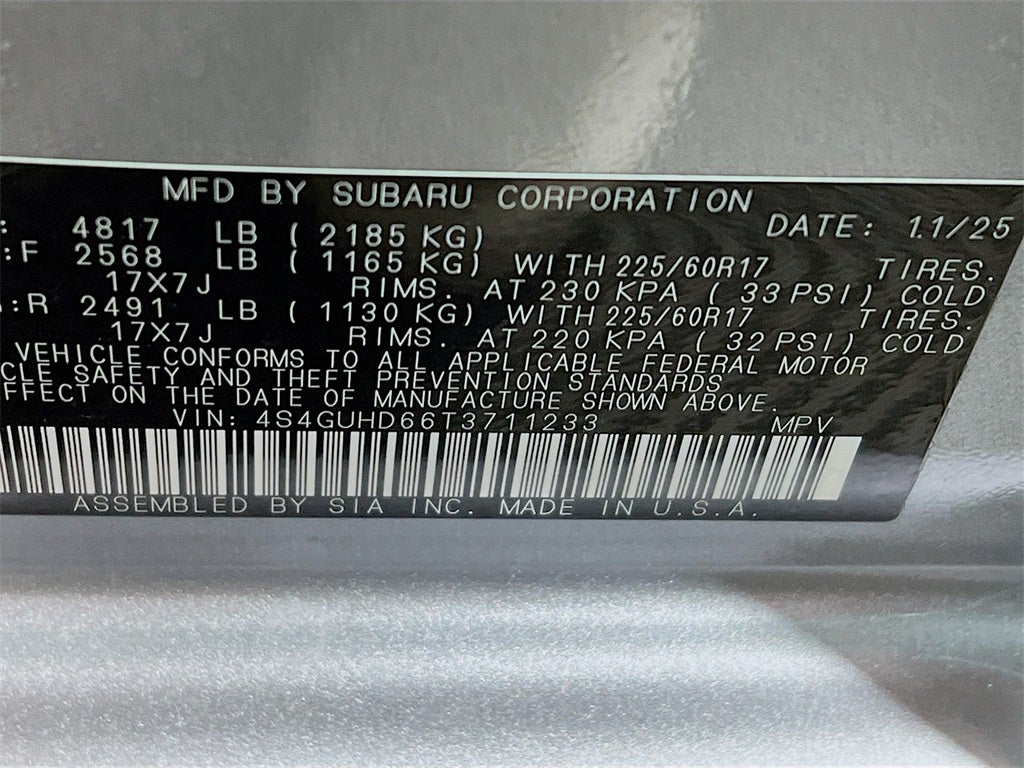 MFD BY SUBARU CORPORATION
DATE: 11/25
: 4817 LB ( 2185 KG)
:F 2568 LB ( 1165 KG) WITH 225/60R17 TIRES.
17X7J RIMS. AT 230 KPA ( 33 PSI) COLD
:R 2491 LB ( 1130 KG) WITH 225/60R17 TIRES.
17X7J RIMS. AT 220 KPA ( 32 PSI) COLD
VEHICLE CONFORMS TO ALL APPLICABLE FEDERAL MOTOR
CLE SAFETY AND THEFT PREVENTION STANDARDS
EFFECT ON THE DATE OF MANUFACTURE SHOWN ABOVE.
VIN: 4S4GUHD66T3711233 MPV
ASSEMBLED BY SIA INC. MADE IN U.S.A.